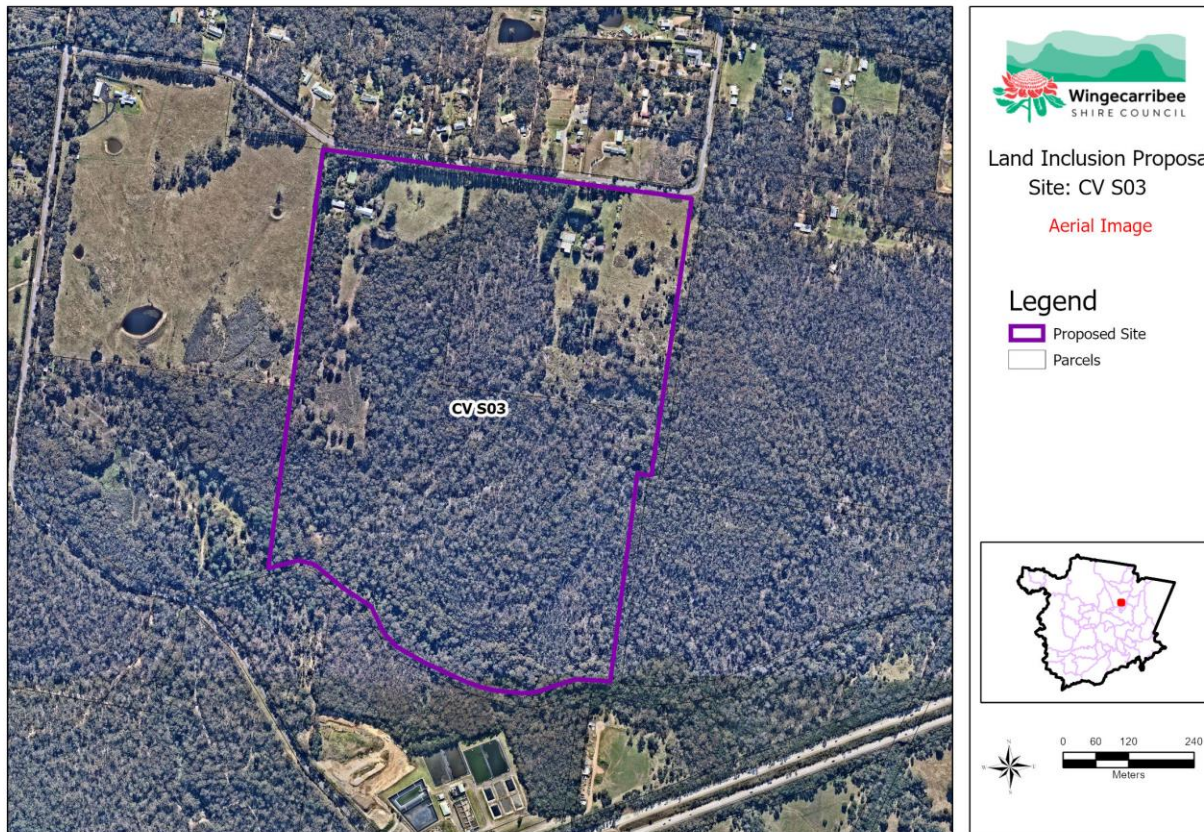 Wingecarribee
SHIRE COUNCIL
Land Inclusion Proposa
Site: CV S03
Aerial Image
Legend
Proposed Site
Parcels
CV S03
N
W E
S
0 60 120 240
Meters